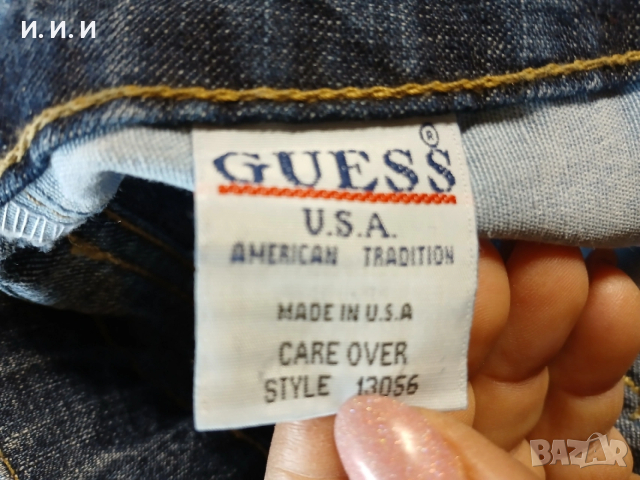 и.и.и
GUESS®
U.S.A.
AMERICAN TRADITION
MADE IN U.S.A
CARE OVER
STYLE 13056
BAZAR